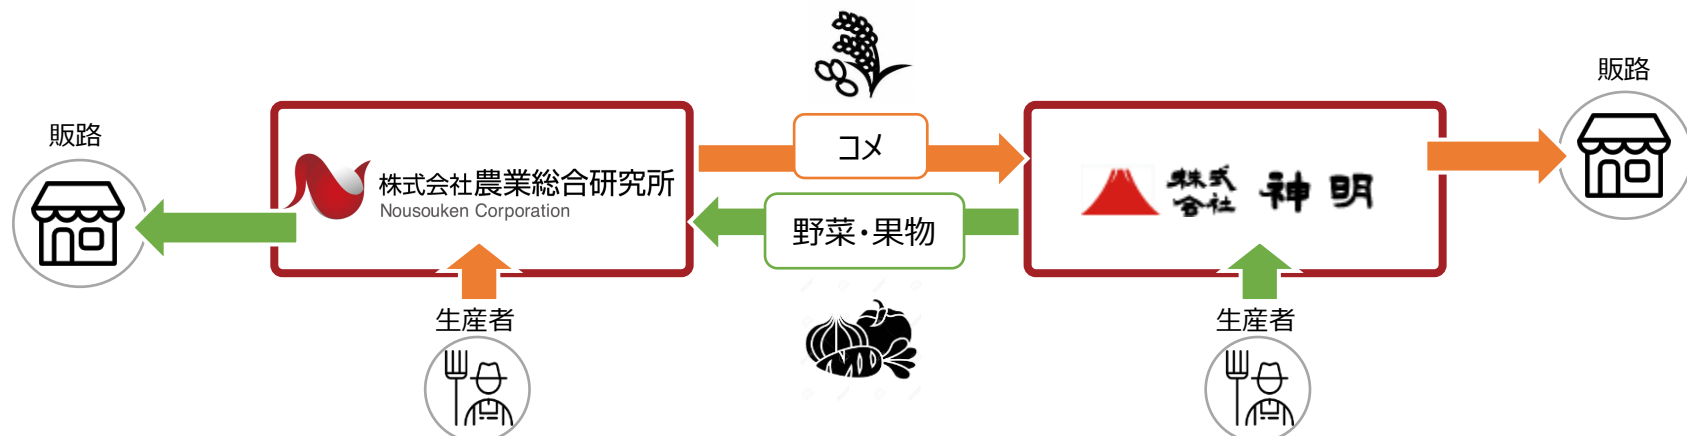 販路
株式会社農業総合研究所
Nousouken Corporation
生産者
コメ
野菜・果物
株式
会社
神明
生産者
販路